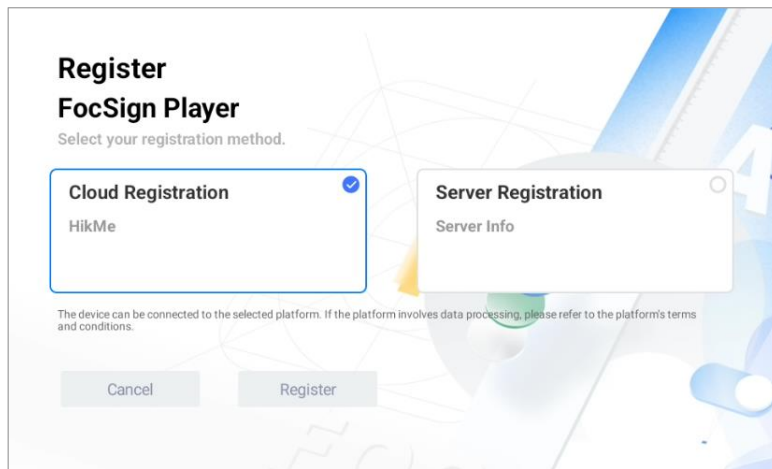 Register
FocSign Player
Select your registration method.
Cloud Registration
HikMe
Server Registration
Server Info
The device can be connected to the selected platform. If the platform involves data processing, please refer to the platform's terms
and conditions.
Cancel
Register